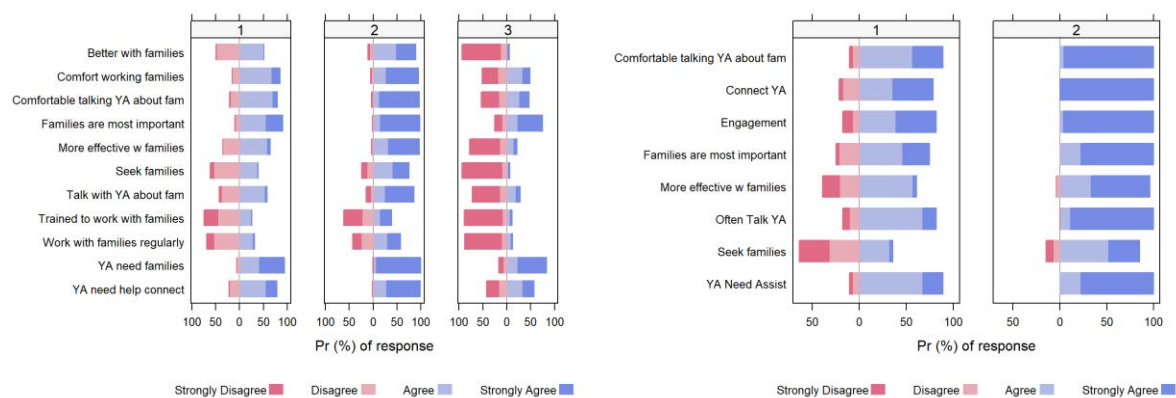 1
2
3
Better with families
Comfort working families
Comfortable talking YA about fam
Families are most important
More effective w families
Seek families
Talk with YA about fam
Trained to work with families
Work with families regularly
YA need families
YA need help connect
100 50 0 50 100
100 50 0 50 100
100 50 0 50 100
Pr (%) of response
Strongly Disagree Disagree Agree Strongly Agree
1
2
Comfortable talking YA about fam
Connect YA
Engagement
Families are most important
More effective w families
Often Talk YA
Seek families
YA Need Assist
50 0 50 100
50 0 50 100
Pr (%) of response
Strongly Disagree Disagree Agree Strongly Agree